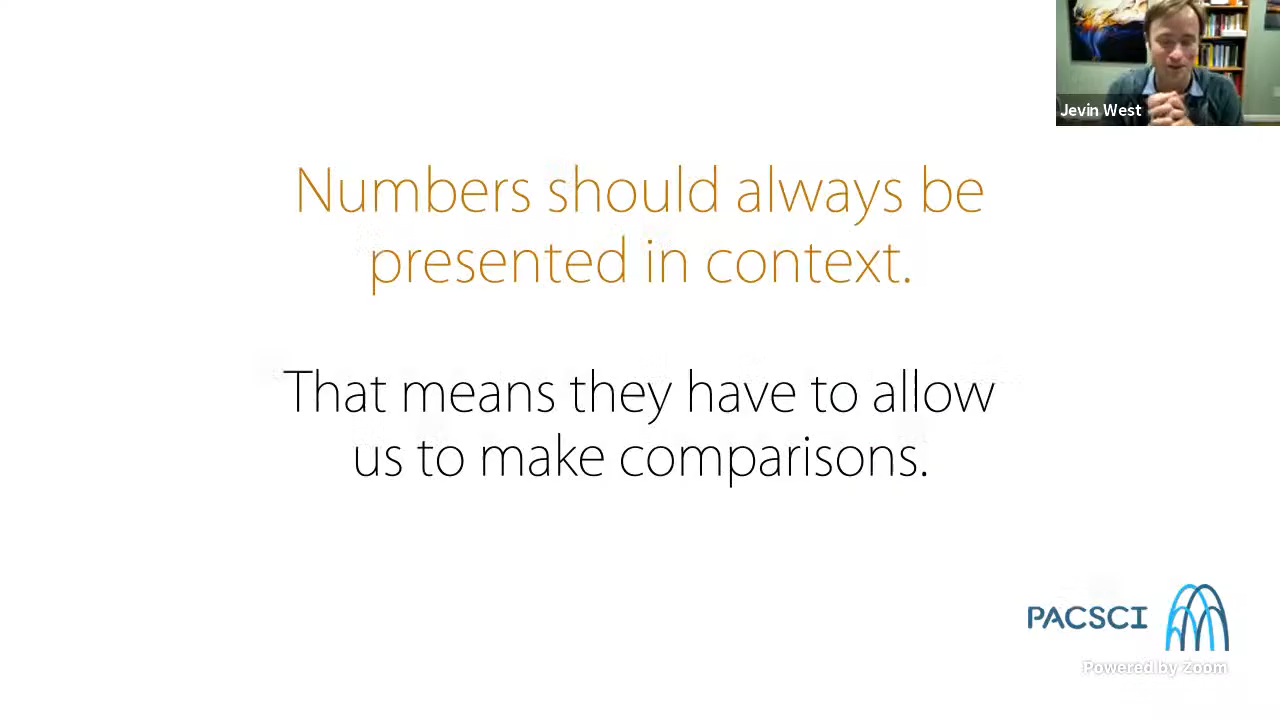 Jevin West
Numbers should always be
presented in context.
That means they have to allow
us to make comparisons.
PACSCI
Powered by Zoom